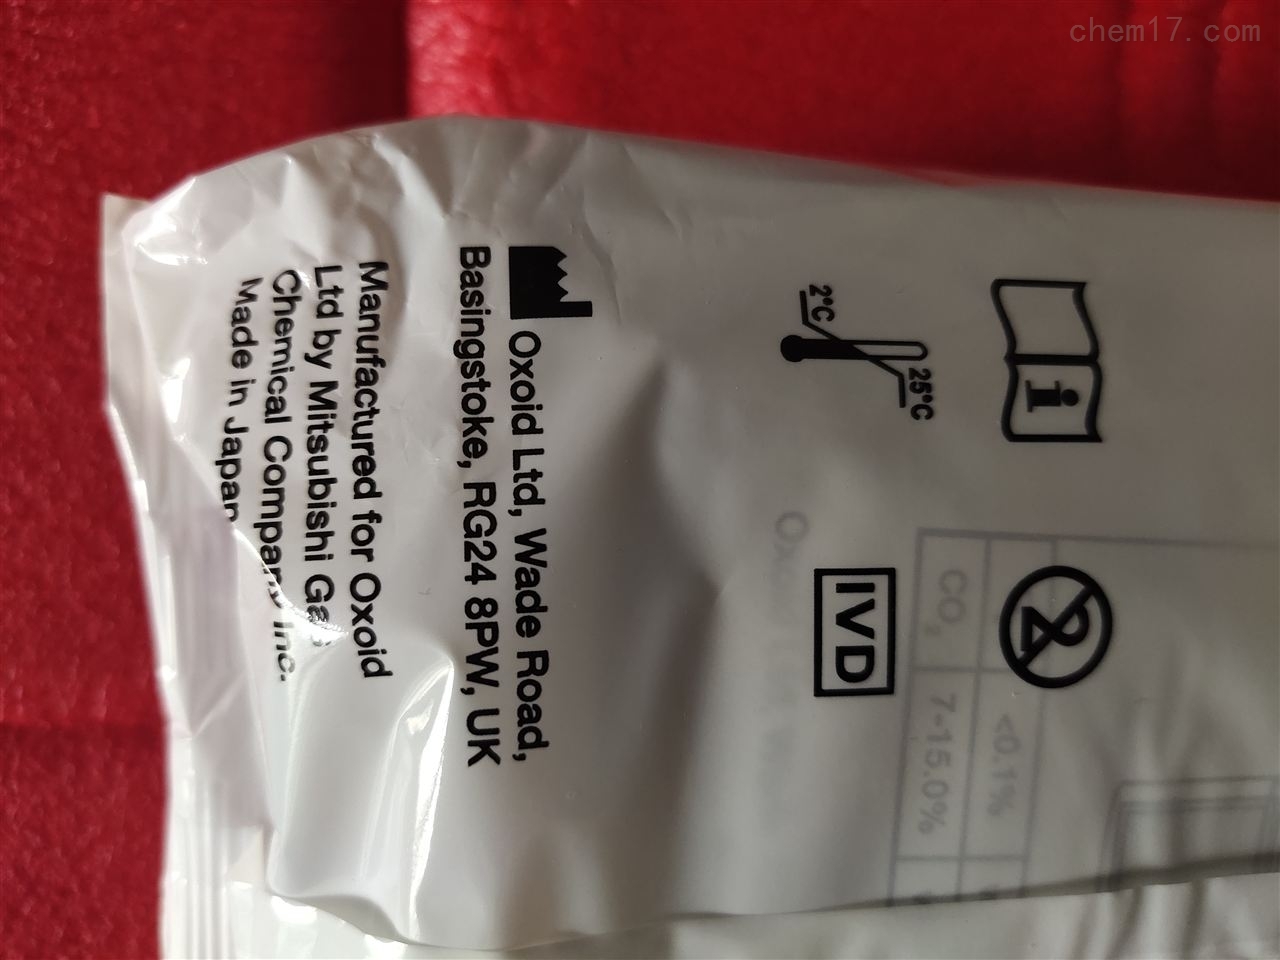 chem17.com
i
2°C
25°C
2
IVD
CO2
<0.1%
7-15.0%
Oxoid Ltd, Wade Road,
Basingstoke, RG24 8PW, UK
Manufactured for Oxoid
Ltd by Mitsubishi Gas
Chemical Company Inc.
Made in Japan